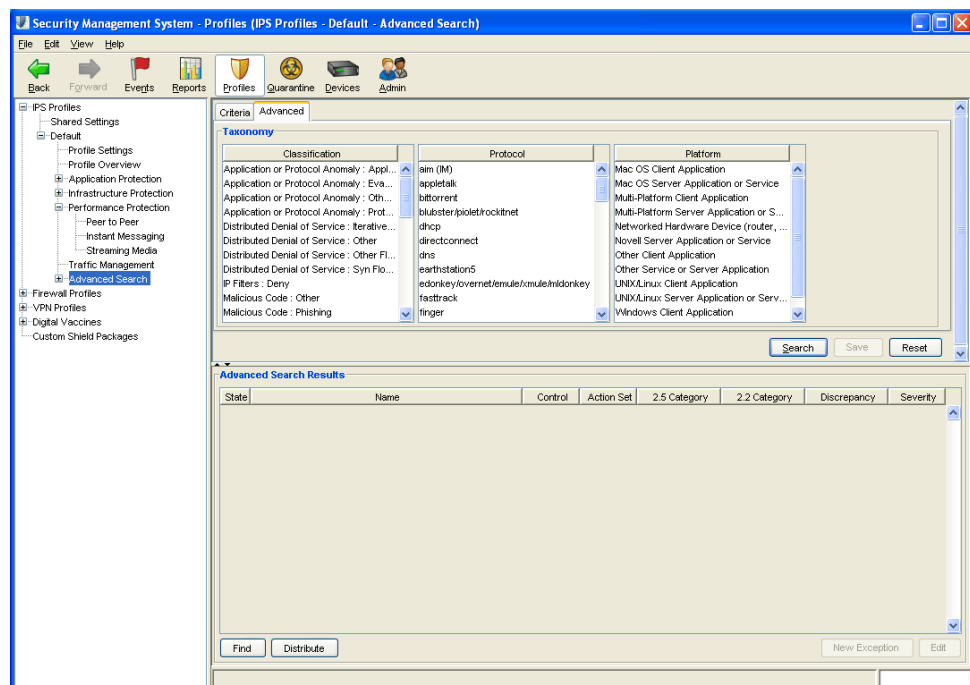 Security Management System - Profiles (IPS Profiles - Default - Advanced Search)
File Edit View Help
Back Forward Events Reports Profiles Quarantine Devices Admin
IPS Profiles
Shared Settings
Default
Profile Settings
Profile Overview
Application Protection
Infrastructure Protection
Performance Protection
Peer to Peer
Instant Messaging
Streaming Media
Traffic Management
Advanced Search
Firewall Profiles
VPN Profiles
Digital Vaccines
Custom Shield Packages
Criteria Advanced
Taxonomy
Classification
Application or Protocol Anomaly : Appl...
Application or Protocol Anomaly : Eva...
Application or Protocol Anomaly : Oth...
Application or Protocol Anomaly : Prot...
Distributed Denial of Service : Iterative...
Distributed Denial of Service : Other
Distributed Denial of Service : Other Fl...
Distributed Denial of Service : Syn Flo...
IP Filters : Deny
Malicious Code : Other
Malicious Code : Phishing
Protocol
aim (IM)
appletalk
bittorrent
blubster/piolet/rockitnet
dhcp
directconnect
dns
earthstation5
edonkey/overnet/emule/xmule/mldonkey
fasttrack
finger
Platform
Mac OS Client Application
Mac OS Server Application or Service
Multi-Platform Client Application
Multi-Platform Server Application or S...
Networked Hardware Device (router, ...
Novell Server Application or Service
Other Client Application
Other Service or Server Application
UNIX/Linux Client Application
UNIX/Linux Server Application or Serv...
Windows Client Application
Search Save Reset
Advanced Search Results
State Name Control Action Set 2.5 Category 2.2 Category Discrepancy Severity
Find Distribute New Exception Edit